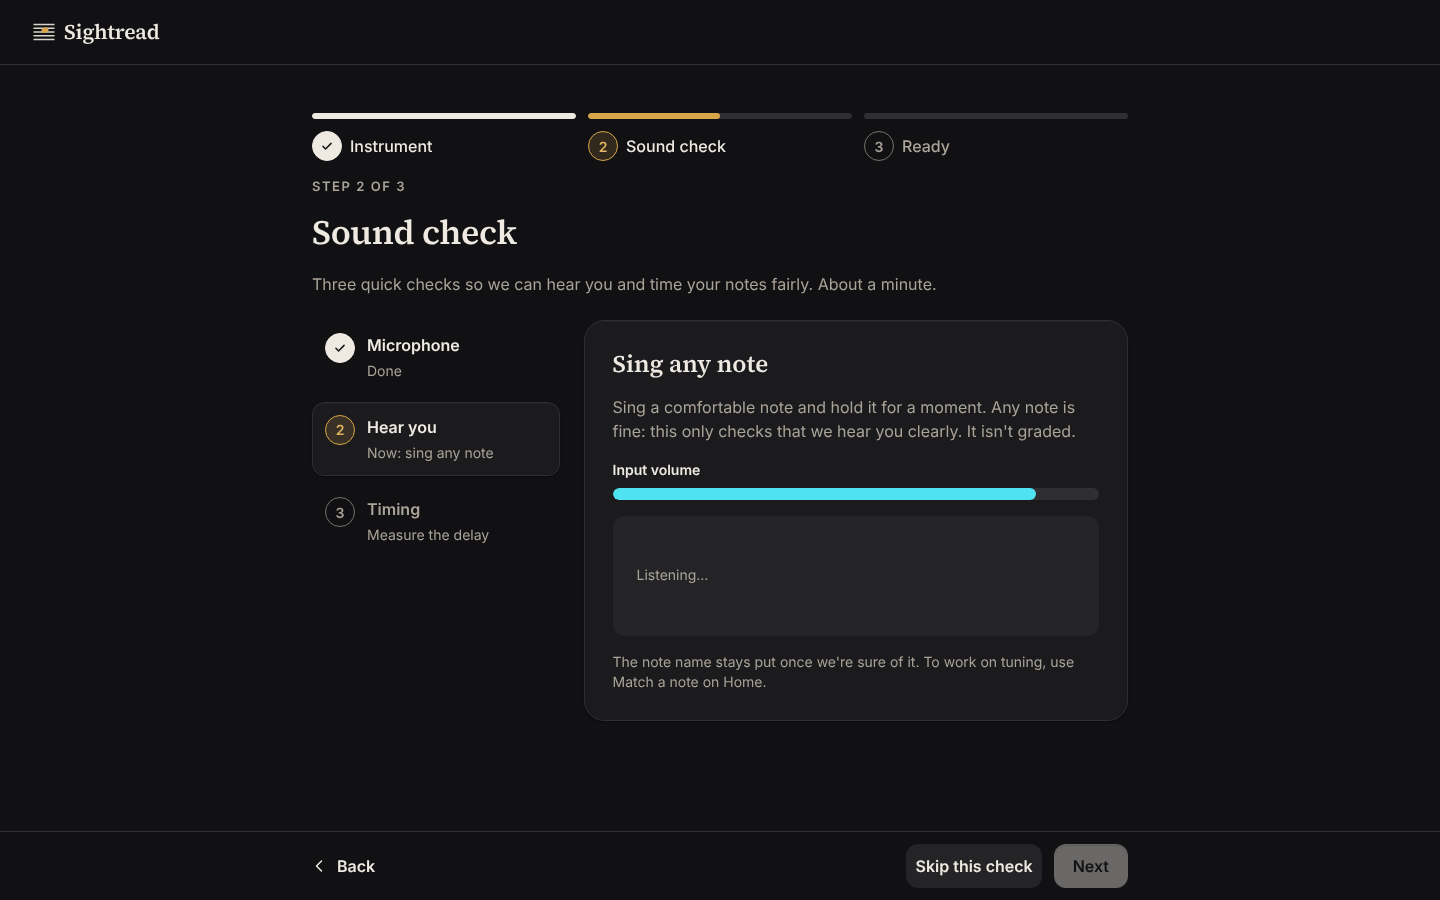 Sightread
Instrument
2 Sound check
3 Ready
STEP 2 OF 3
Sound check
Three quick checks so we can hear you and time your notes fairly. About a minute.
Microphone
Done
2 Hear you
Now: sing any note
3 Timing
Measure the delay
Sing any note
Sing a comfortable note and hold it for a moment. Any note is
fine: this only checks that we hear you clearly. It isn't graded.
Input volume
Listening...
The note name stays put once we're sure of it. To work on tuning, use
Match a note on Home.
Back
Skip this check
Next